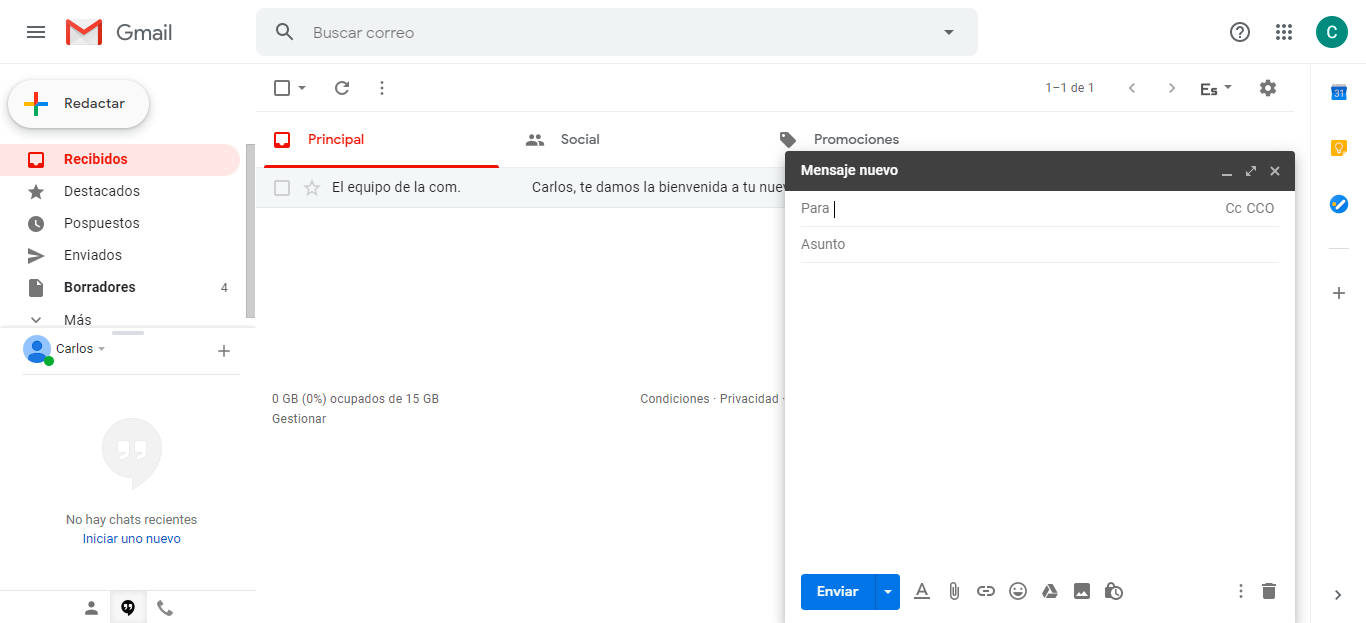 Gmail
Buscar correo
C
Redactar
1–1 de 1
Es
31
Principal
Social
Promociones
Recibidos
Destacados
Pospuestos
Enviados
Borradores 4
Más
El equipo de la com. Carlos, te damos la bienvenida a tu nuev
Mensaje nuevo
Para
Cc CCO
Asunto
Carlos
0 GB (0%) ocupados de 15 GB
Gestionar
Condiciones · Privacidad ·
No hay chats recientes
Iniciar uno nuevo
Enviar